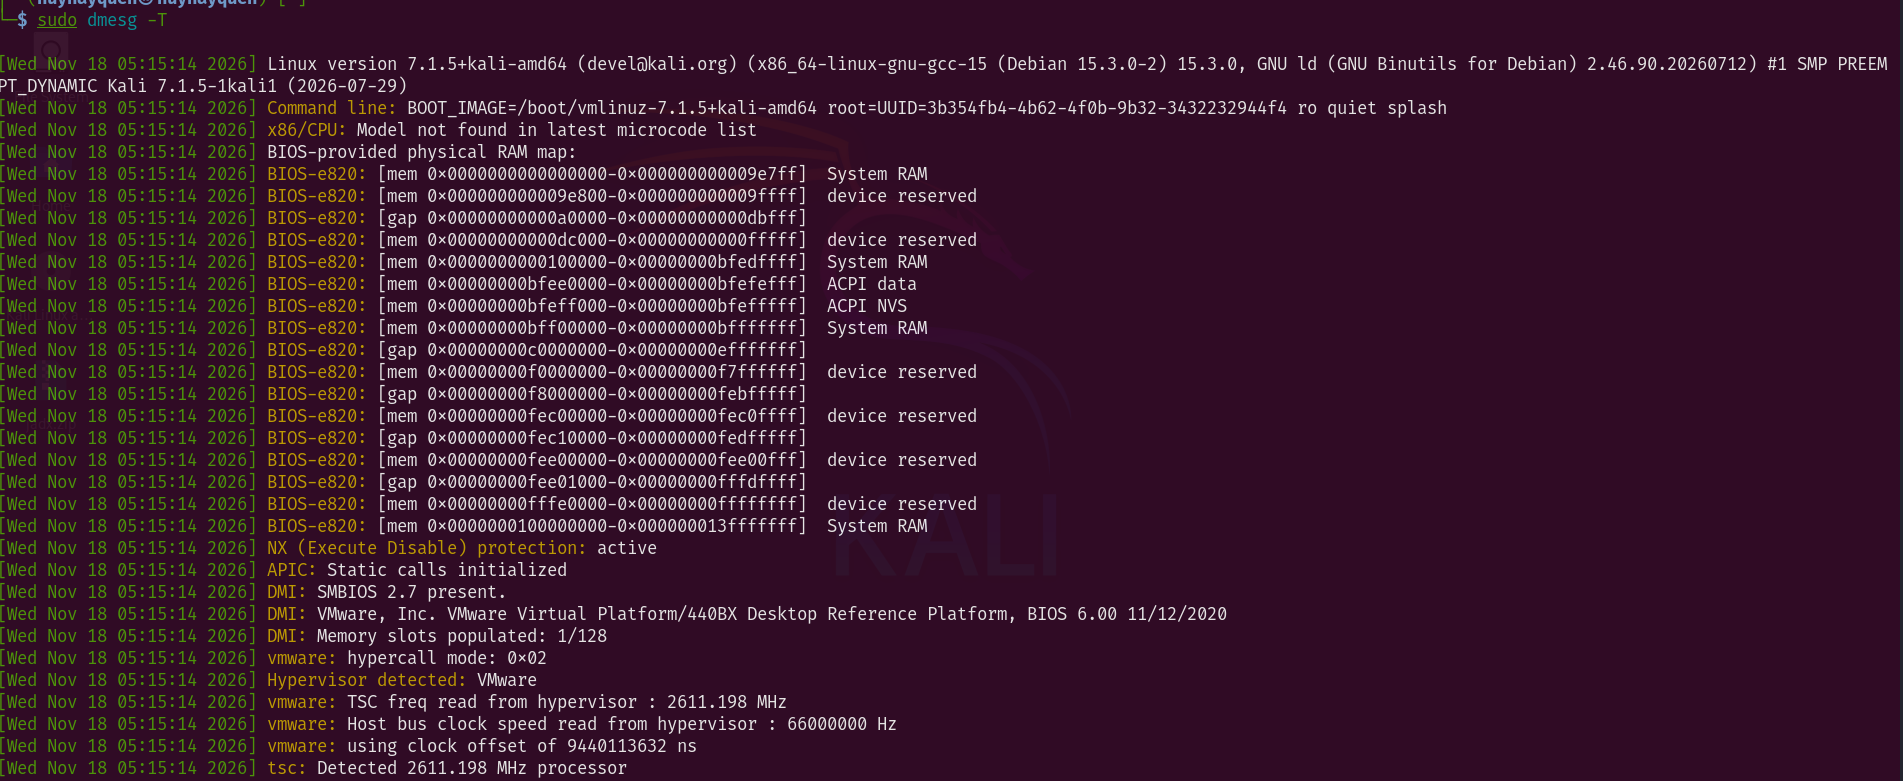 └─$ sudo dmesg -T
[Wed Nov 18 05:15:14 2026] Linux version 7.1.5+kali-amd64 (devel@kali.org) (x86_64-linux-gnu-gcc-15 (Debian 15.3.0-2) 15.3.0, GNU ld (GNU Binutils for Debian) 2.46.90.20260712) #1 SMP PREEM
PT_DYNAMIC Kali 7.1.5-1kali1 (2026-07-29)
[Wed Nov 18 05:15:14 2026] Command line: BOOT_IMAGE=/boot/vmlinuz-7.1.5+kali-amd64 root=UUID=3b354fb4-4b62-4f0b-9b32-3432232944f4 ro quiet splash
[Wed Nov 18 05:15:14 2026] x86/CPU: Model not found in latest microcode list
[Wed Nov 18 05:15:14 2026] BIOS-provided physical RAM map:
[Wed Nov 18 05:15:14 2026] BIOS-e820: [mem 0x0000000000000000-0x000000000009e7ff]  System RAM
[Wed Nov 18 05:15:14 2026] BIOS-e820: [mem 0x000000000009e800-0x000000000009ffff]  device reserved
[Wed Nov 18 05:15:14 2026] BIOS-e820: [gap 0x00000000000a0000-0x00000000000dbfff]
[Wed Nov 18 05:15:14 2026] BIOS-e820: [mem 0x00000000000dc000-0x00000000000fffff]  device reserved
[Wed Nov 18 05:15:14 2026] BIOS-e820: [mem 0x0000000000100000-0x00000000bfedffff]  System RAM
[Wed Nov 18 05:15:14 2026] BIOS-e820: [mem 0x00000000bfee0000-0x00000000bfefefff]  ACPI data
[Wed Nov 18 05:15:14 2026] BIOS-e820: [mem 0x00000000bfeff000-0x00000000bfefffff]  ACPI NVS
[Wed Nov 18 05:15:14 2026] BIOS-e820: [mem 0x00000000bff00000-0x00000000bfffffff]  System RAM
[Wed Nov 18 05:15:14 2026] BIOS-e820: [gap 0x00000000c0000000-0x00000000efffffff]
[Wed Nov 18 05:15:14 2026] BIOS-e820: [mem 0x00000000f0000000-0x00000000f7ffffff]  device reserved
[Wed Nov 18 05:15:14 2026] BIOS-e820: [gap 0x00000000f8000000-0x00000000febfffff]
[Wed Nov 18 05:15:14 2026] BIOS-e820: [mem 0x00000000fec00000-0x00000000fec0ffff]  device reserved
[Wed Nov 18 05:15:14 2026] BIOS-e820: [gap 0x00000000fec10000-0x00000000fedfffff]
[Wed Nov 18 05:15:14 2026] BIOS-e820: [mem 0x00000000fee00000-0x00000000fee00fff]  device reserved
[Wed Nov 18 05:15:14 2026] BIOS-e820: [gap 0x00000000fee01000-0x00000000fffdffff]
[Wed Nov 18 05:15:14 2026] BIOS-e820: [mem 0x00000000fffe0000-0x00000000ffffffff]  device reserved
[Wed Nov 18 05:15:14 2026] BIOS-e820: [mem 0x0000000100000000-0x000000013fffffff]  System RAM
[Wed Nov 18 05:15:14 2026] NX (Execute Disable) protection: active
[Wed Nov 18 05:15:14 2026] APIC: Static calls initialized
[Wed Nov 18 05:15:14 2026] DMI: SMBIOS 2.7 present.
[Wed Nov 18 05:15:14 2026] DMI: VMware, Inc. VMware Virtual Platform/440BX Desktop Reference Platform, BIOS 6.00 11/12/2020
[Wed Nov 18 05:15:14 2026] DMI: Memory slots populated: 1/128
[Wed Nov 18 05:15:14 2026] vmware: hypercall mode: 0x02
[Wed Nov 18 05:15:14 2026] Hypervisor detected: VMware
[Wed Nov 18 05:15:14 2026] vmware: TSC freq read from hypervisor : 2611.198 MHz
[Wed Nov 18 05:15:14 2026] vmware: Host bus clock speed read from hypervisor : 66000000 Hz
[Wed Nov 18 05:15:14 2026] vmware: using clock offset of 9440113632 ns
[Wed Nov 18 05:15:14 2026] tsc: Detected 2611.198 MHz processor
KALI